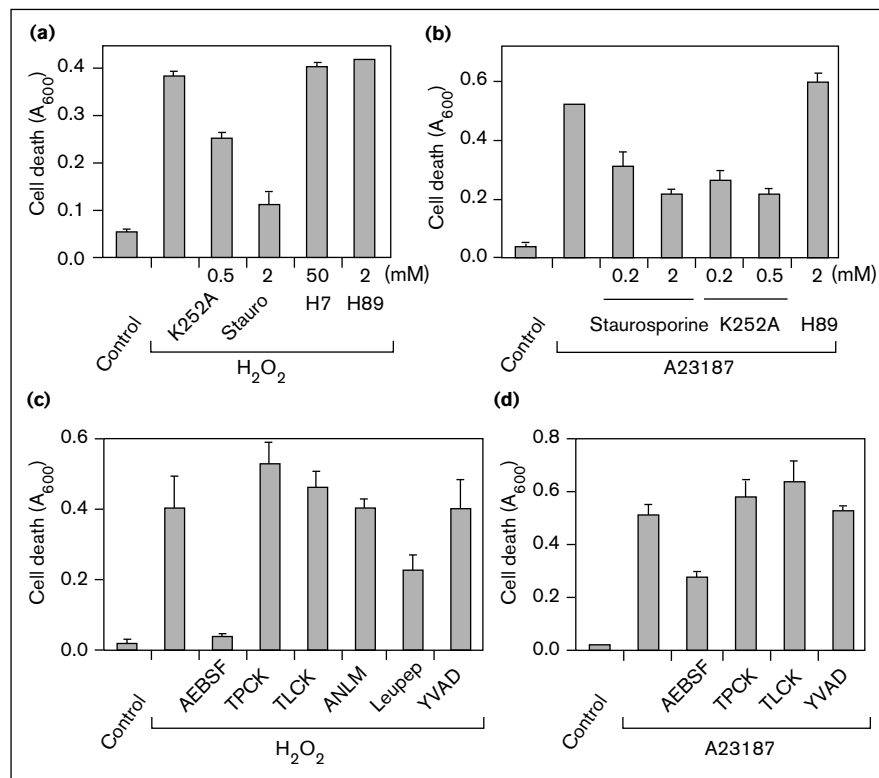 (a)
Cell death (A600)
0.4
0.3
0.1
0.0
0.5 2 50 2 (mM)
Control K252A Stauro H7 H89
H2O2
(b)
Cell death (A600)
0.6
0.4
0.2
0.0
0.2 2 0.2 0.5 2
Control Staurosporine K252A H89
A23187
(c)
Cell death (A600)
0.6
0.4
0.2
0.0
Control AEBSF TPCK TLCK ANLM Leupep YVAD
H2O2
(d)
Cell death (A600)
0.8
0.6
0.4
0.2
0.0
Control AEBSF TPCK TLCK YVAD
A23187